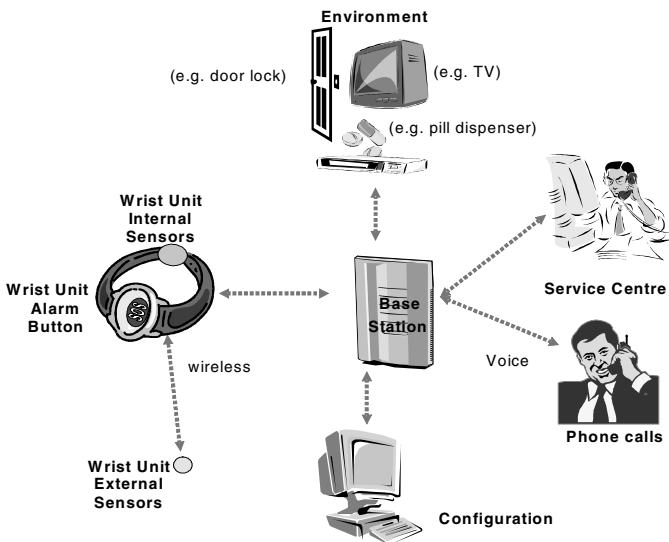 Environment
(e.g. door lock)
(e.g. TV)
(e.g. pill dispenser)
Wrist Unit
Internal
Sensors
Wrist Unit
Alarm
Button
SOS
Base
Station
Service Centre
wireless
Voice
Phone calls
Wrist Unit
External
Sensors
Configuration